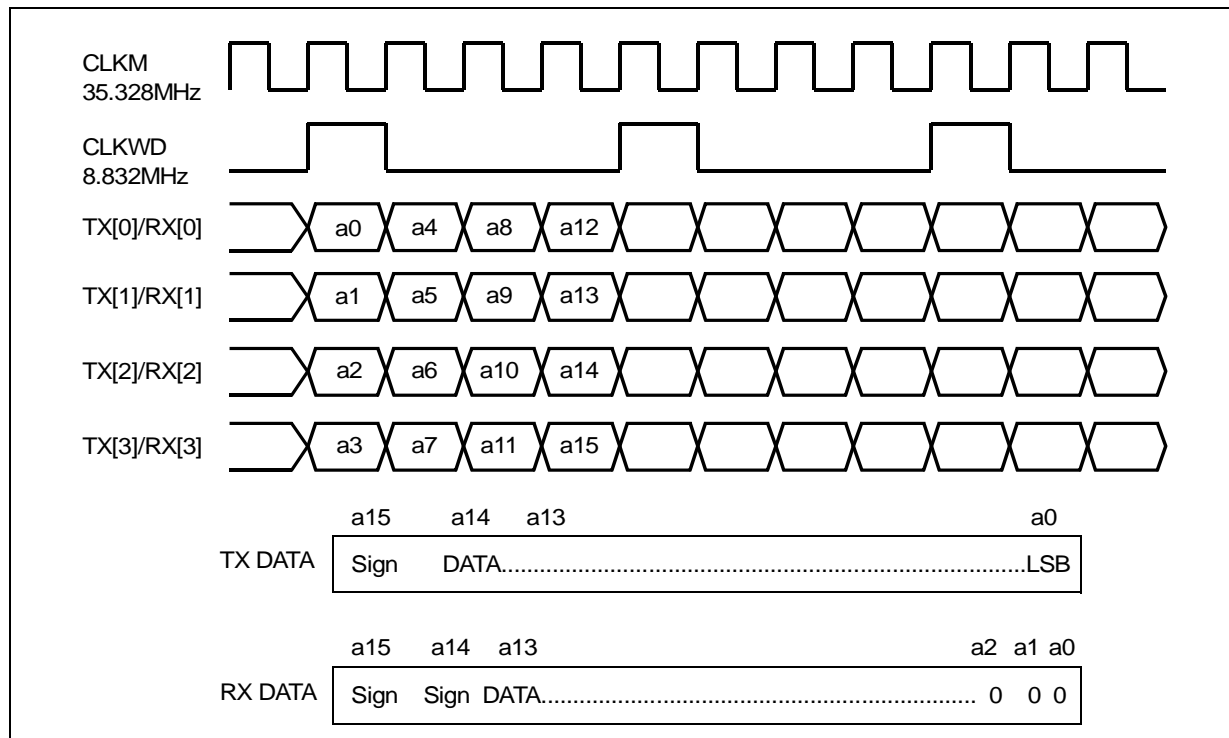 CLKM
35.328MHz
CLKWD
8.832MHz
TX[0]/RX[0] a0 a4 a8 a12
TX[1]/RX[1] a1 a5 a9 a13
TX[2]/RX[2] a2 a6 a10 a14
TX[3]/RX[3] a3 a7 a11 a15
a15 a14 a13 a0
TX DATA Sign DATA..................................................................................LSB
a15 a14 a13 a2 a1 a0
RX DATA Sign Sign DATA.................................................................... 0 0 0